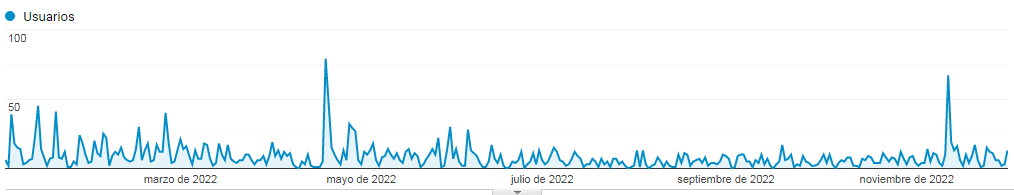 Usuarios
100
50
marzo de 2022
mayo de 2022
julio de 2022
septiembre de 2022
noviembre de 2022